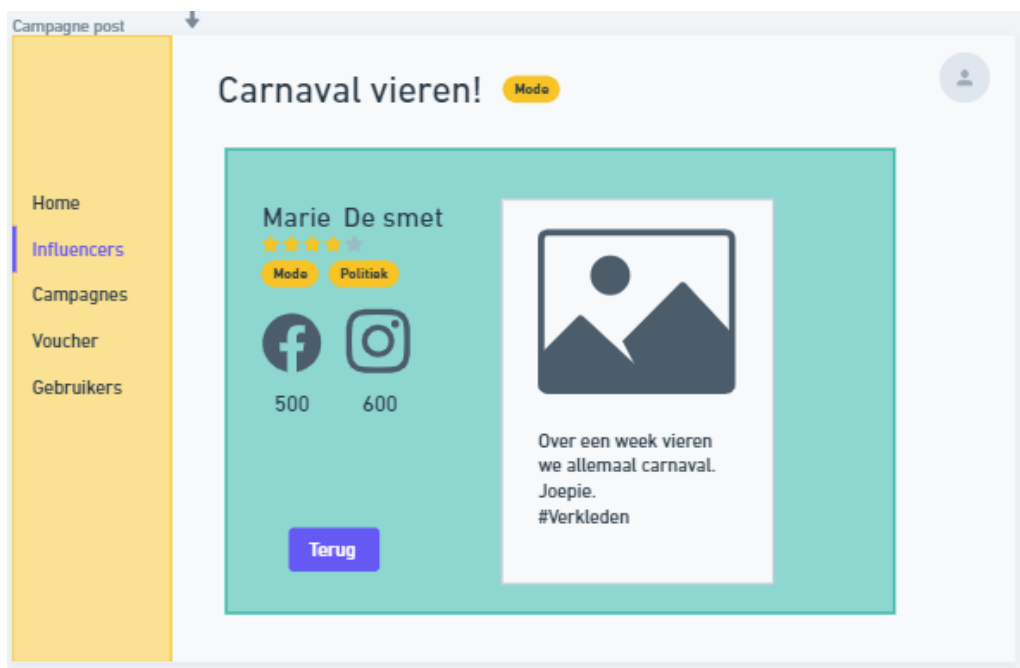 Campagne post
Carnaval vieren! Mode
Home
Influencers
Campagnes
Voucher
Gebruikers
Marie De smet
Mode Politiek
500 600
Terug
Over een week vieren
we allemaal carnaval.
Joepie.
#Verkleden